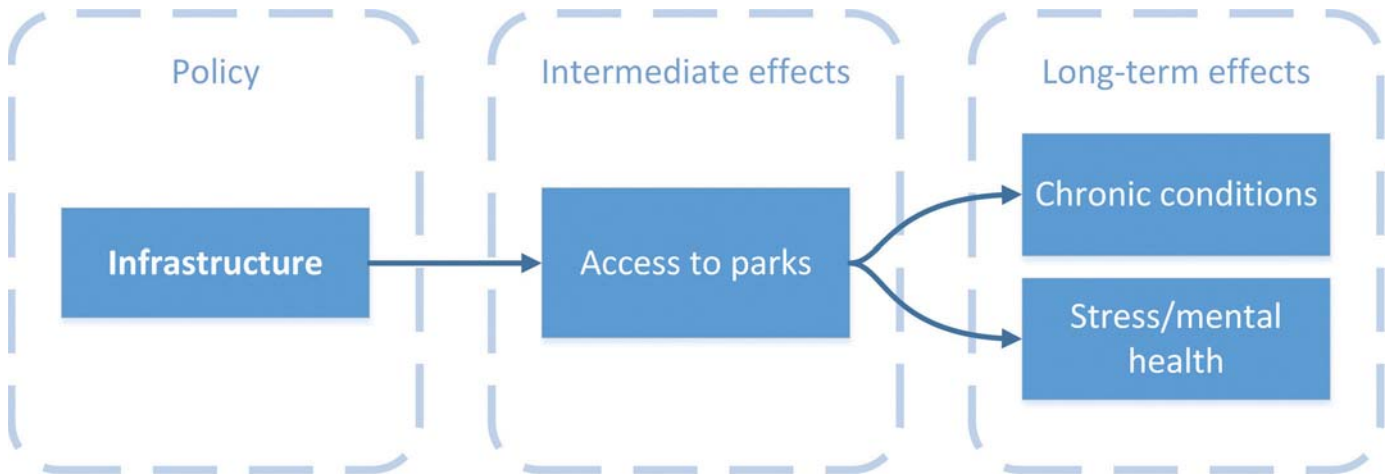 Policy
Infrastructure
Intermediate effects
Access to parks
Long-term effects
Chronic conditions
Stress/mental
health